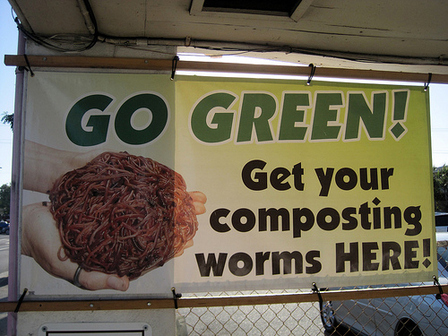 GO GREEN!
Get your
composting
worms HERE!